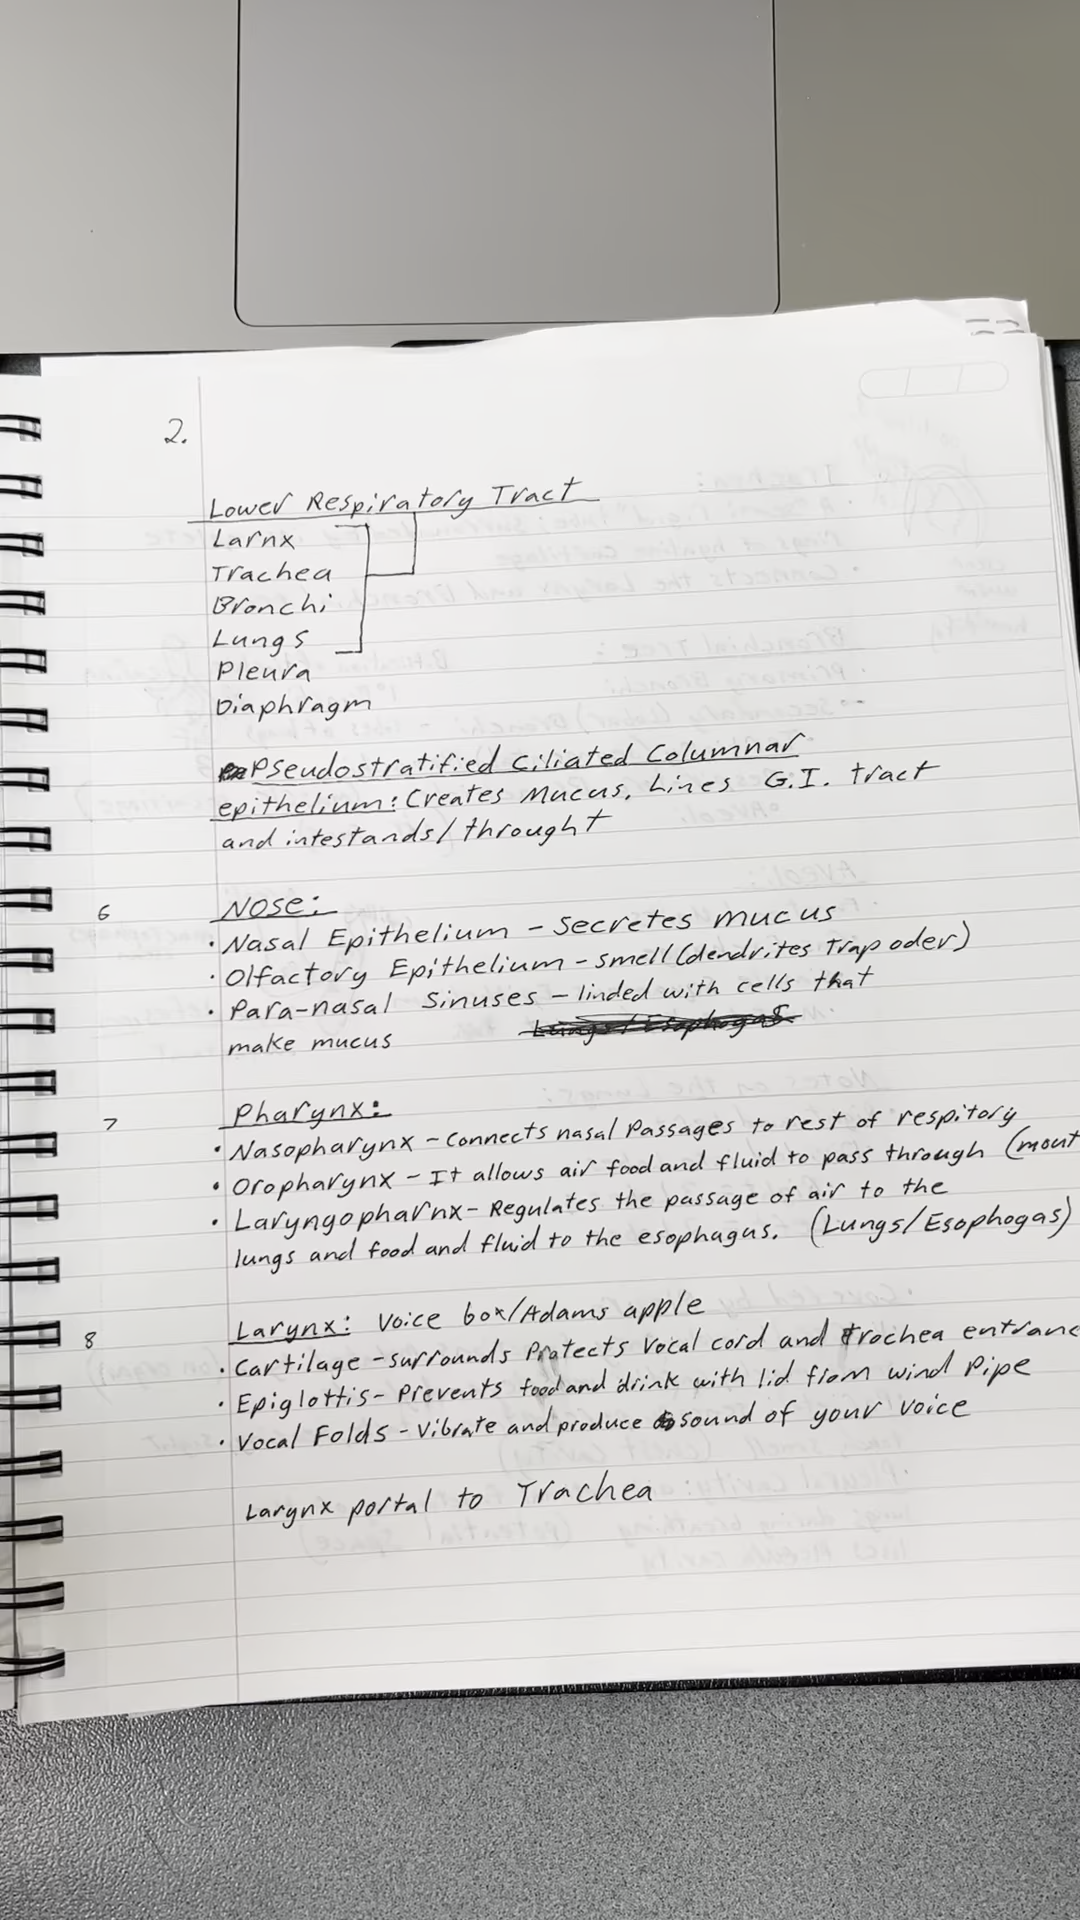 2.
Lower Respiratory Tract
Larnx
Trachea
Bronchi
Lungs
Pleura
Diaphragm
Pseudostratified Ciliated Columnar
epithelium: Creates Mucus, Lines G.I. tract
and intestands/throught
6 Nose:
• Nasal Epithelium - Secretes mucus
• Olfactory Epithelium - smell (dendrites Trap oder)
• Para-nasal Sinuses - linded with cells that
make mucus Lungs/Esophogas
7 Pharynx:
• Nasopharynx - Connects nasal Passages to rest of respitory
• Oropharynx - It allows air food and fluid to pass through (mout
• Laryngopharnx - Regulates the passage of air to the
lungs and food and fluid to the esophagus. (Lungs/Esophogas)
8 Larynx: Voice box/Adams apple
• Cartilage - surrounds Protects Vocal cord and trochea entranc
• Epiglottis - Prevents food and drink with lid from wind Pipe
• Vocal Folds - Vibrate and produce sound of your voice
Larynx portal to Trachea